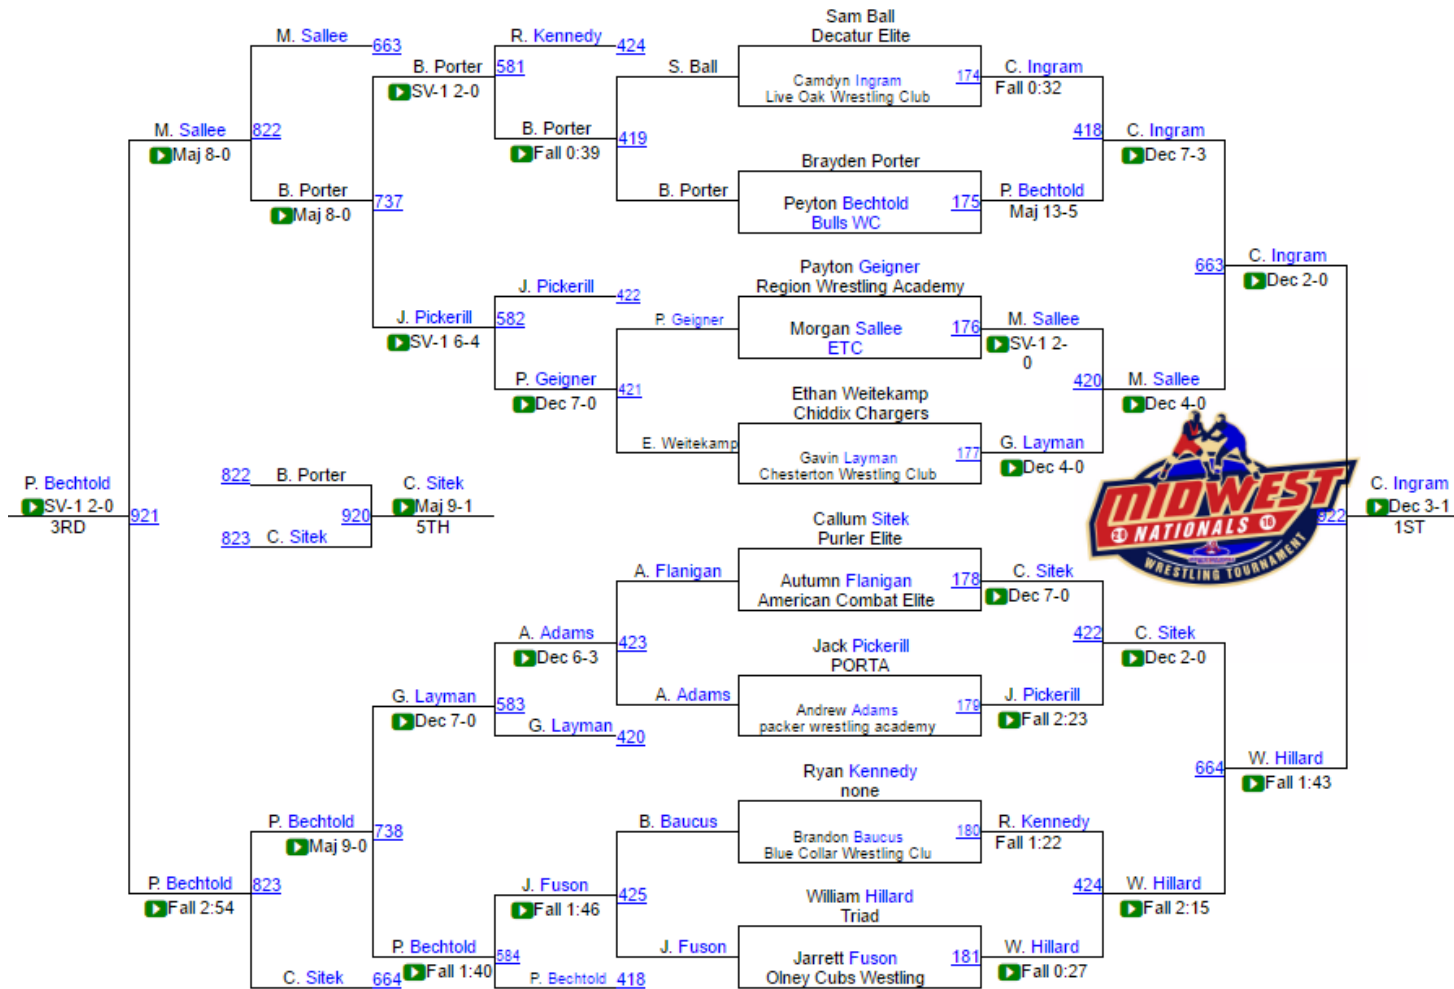 Sam Ball
Decatur Elite
M. Sallee
663
R. Kennedy
424
B. Porter
581
SV-1 2-0
S. Ball
Camdyn Ingram
174
Live Oak Wrestling Club
C. Ingram
Fall 0:32
M. Sallee
822
Maj 8-0
B. Porter
419
Fall 0:39
418
C. Ingram
Dec 7-3
Brayden Porter
B. Porter
737
Maj 8-0
B. Porter
Peyton Bechtold
175
Bulls WC
P. Bechtold
Maj 13-5
Payton Geigner
Region Wrestling Academy
663
C. Ingram
Dec 2-0
J. Pickerill
422
J. Pickerill
582
SV-1 6-4
P. Geigner
Morgan Sallee
176
ETC
M. Sallee
SV-1 2-
0
P. Geigner
421
Dec 7-0
420
M. Sallee
Dec 4-0
Ethan Weitekamp
Chiddix Chargers
E. Weitekamp
Gavin Layman
177
Chesterton Wrestling Club
G. Layman
Dec 4-0
P. Bechtold
SV-1 2-0
3RD
921
822
B. Porter
920
823
C. Sitek
C. Sitek
Maj 9-1
5TH
MIDWEST
20 NATIONALS 16
WRESTLING TOURNAMENT
922
C. Ingram
Dec 3-1
1ST
Callum Sitek
Purler Elite
A. Flanigan
Autumn Flanigan
178
American Combat Elite
C. Sitek
Dec 7-0
A. Adams
423
Dec 6-3
422
C. Sitek
Dec 2-0
Jack Pickerill
PORTA
G. Layman
583
Dec 7-0
A. Adams
Andrew Adams
179
packer wrestling academy
J. Pickerill
Fall 2:23
G. Layman
420
Ryan Kennedy
none
664
W. Hillard
Fall 1:43
P. Bechtold
738
Maj 9-0
B. Baucus
Brandon Baucus
180
Blue Collar Wrestling Clu
R. Kennedy
Fall 1:22
P. Bechtold
823
Fall 2:54
J. Fuson
425
Fall 1:46
424
W. Hillard
Fall 2:15
William Hillard
Triad
P. Bechtold
584
Fall 1:40
J. Fuson
Jarrett Fuson
181
Olney Cubs Westling
W. Hillard
Fall 0:27
C. Sitek
664
P. Bechtold
418